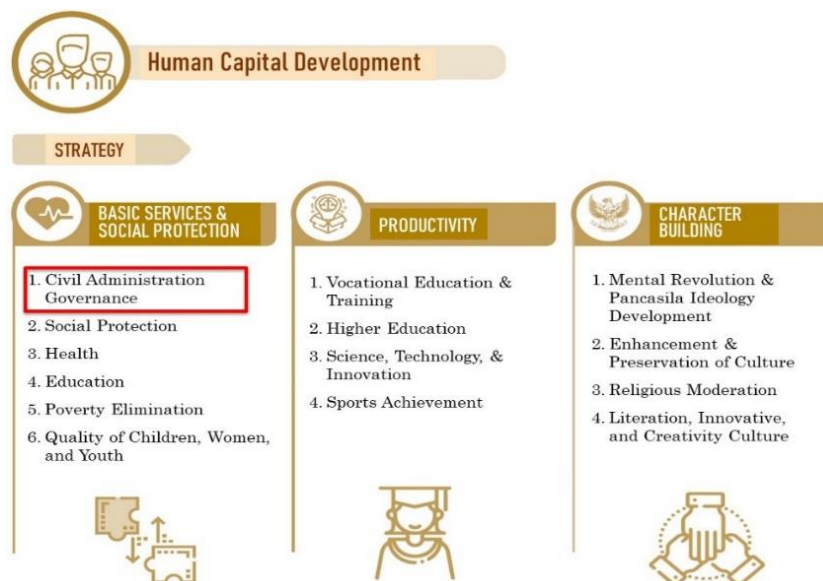 Human Capital Development
STRATEGY
BASIC SERVICES &
SOCIAL PROTECTION
1. Civil Administration
Governance
2. Social Protection
3. Health
4. Education
5. Poverty Elimination
6. Quality of Children, Women,
and Youth
PRODUCTIVITY
1. Vocational Education &
Training
2. Higher Education
3. Science, Technology, &
Innovation
4. Sports Achievement
CHARACTER
BUILDING
1. Mental Revolution &
Pancasila Ideology
Development
2. Enhancement &
Preservation of Culture
3. Religious Moderation
4. Literation, Innovative,
and Creativity Culture